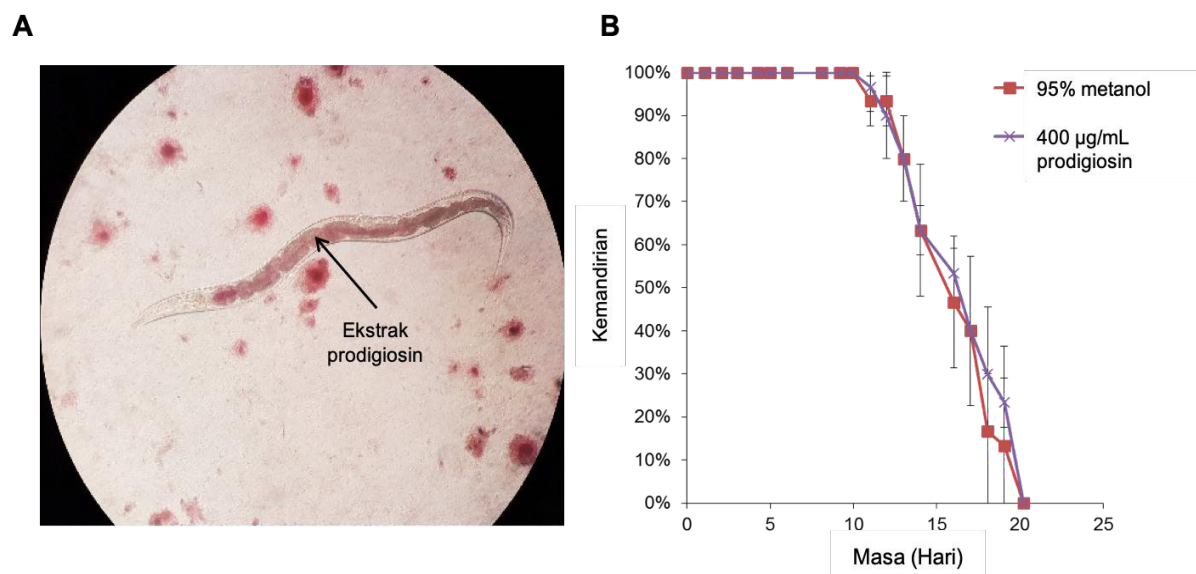 A
B
Ekstrak
prodigiosin
95% metanol
400 µg/mL
prodigiosin
Kemandirian
100%
90%
80%
70%
60%
50%
40%
30%
20%
10%
0%
0
5
10
15
20
25
Masa (Hari)